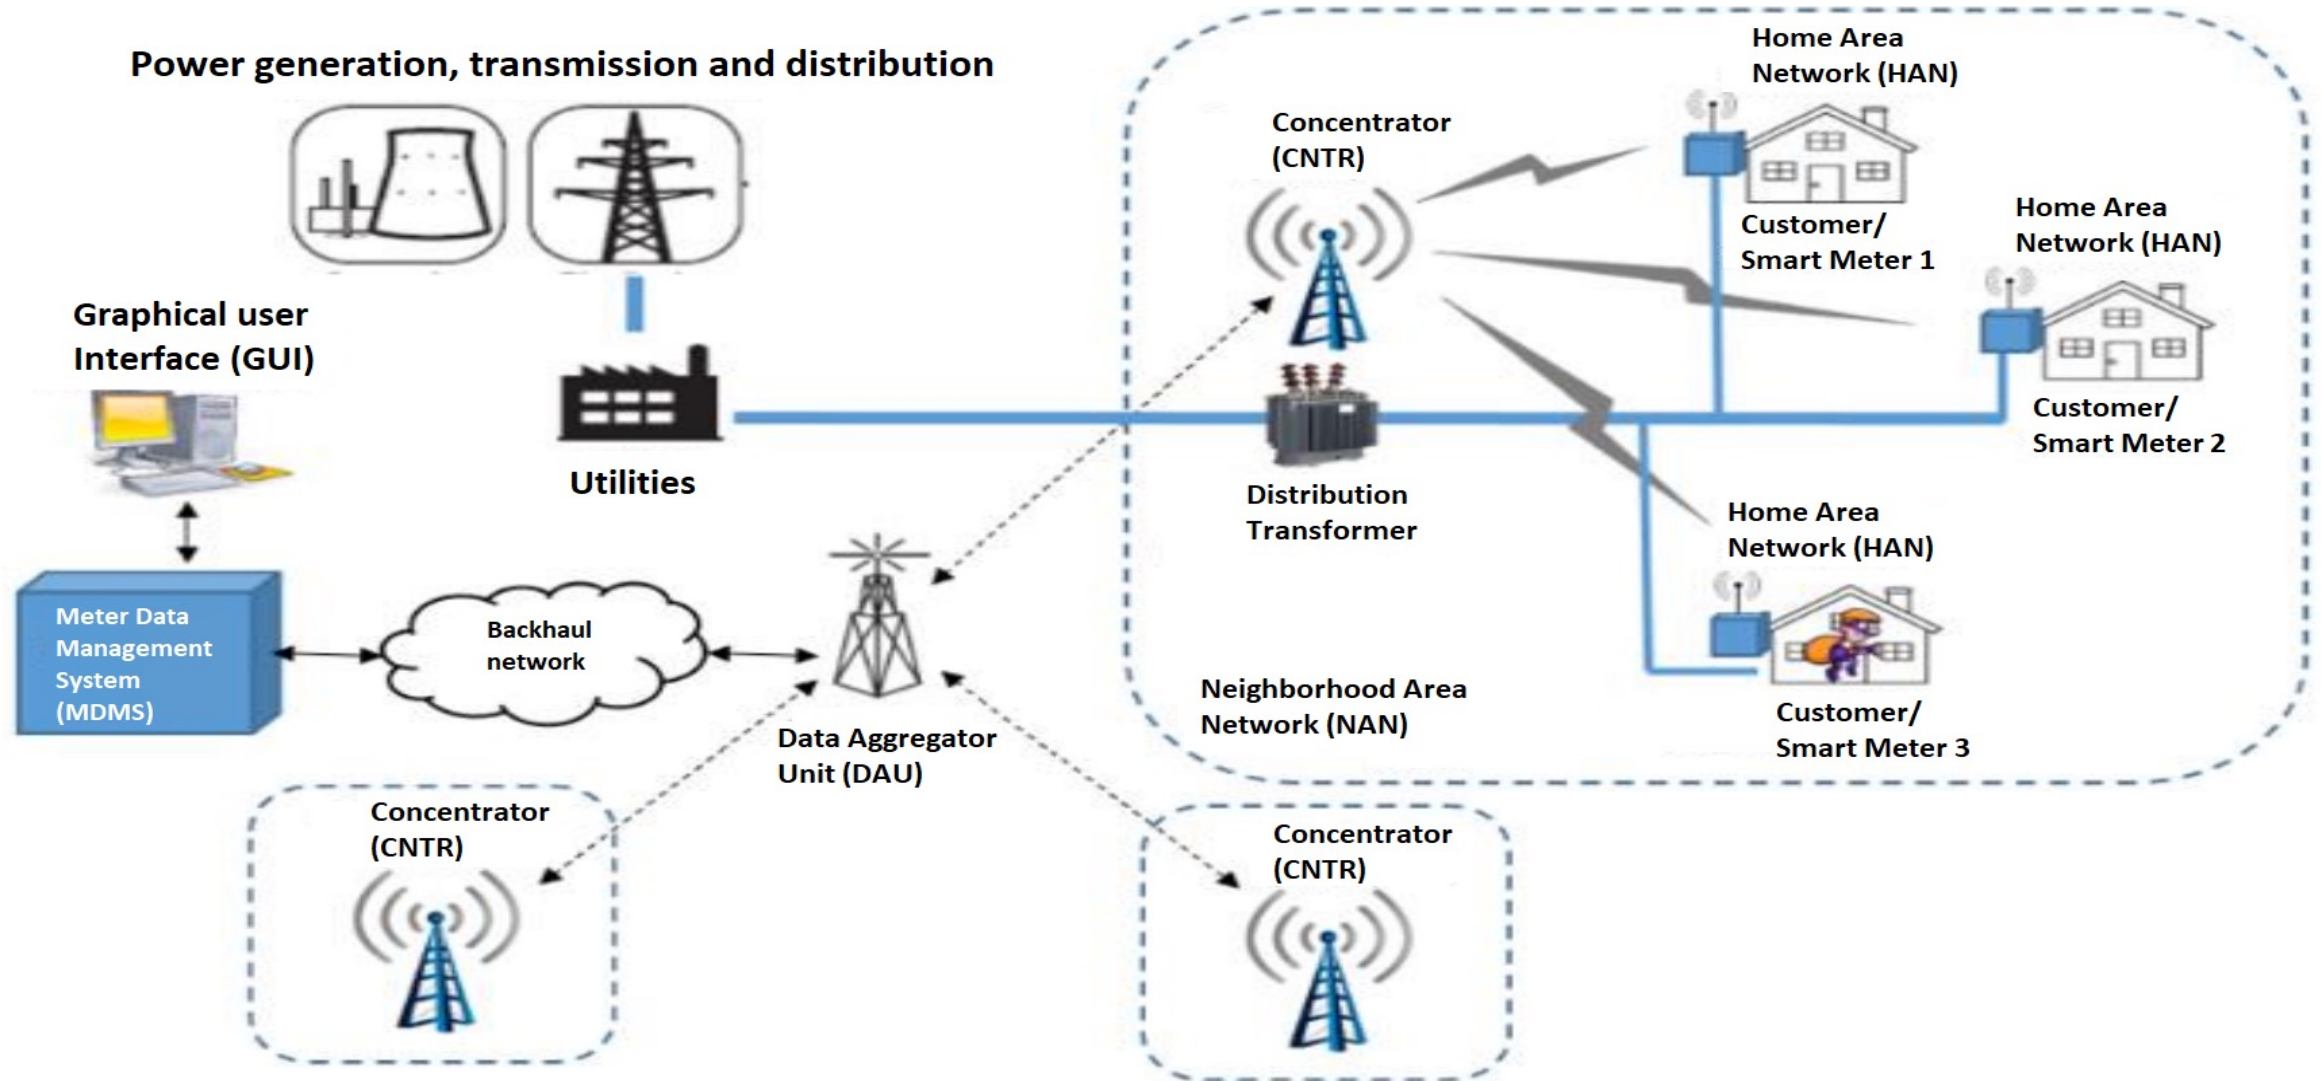 Power generation, transmission and distribution
Graphical user
Interface (GUI)
Utilities
Meter Data
Management
System
(MDMS)
Backhaul
network
Data Aggregator
Unit (DAU)
Concentrator
(CNTR)
Distribution
Transformer
Home Area
Network (HAN)
Customer/
Smart Meter 1
Home Area
Network (HAN)
Customer/
Smart Meter 2
Home Area
Network (HAN)
Customer/
Smart Meter 3
Neighborhood Area
Network (NAN)
Concentrator
(CNTR)
Concentrator
(CNTR)